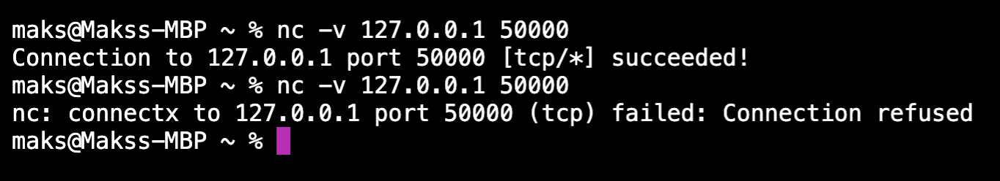 maks@Makss-MBP ~ % nc -v 127.0.0.1 50000
Connection to 127.0.0.1 port 50000 [tcp/*] succeeded!
maks@Makss-MBP ~ % nc -v 127.0.0.1 50000
nc: connectx to 127.0.0.1 port 50000 (tcp) failed: Connection refused
maks@Makss-MBP ~ %